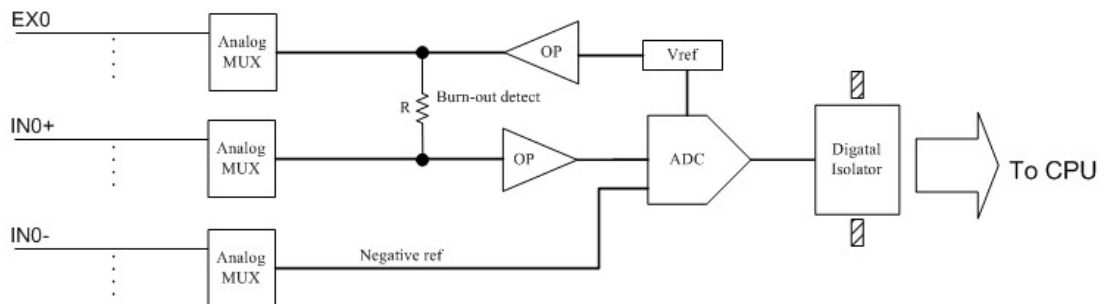 EX0
Analog
MUX
OP
Vref
R
Burn-out detect
IN0+
Analog
MUX
OP
ADC
Digatal
Isolator
To CPU
IN0-
Analog
MUX
Negative ref